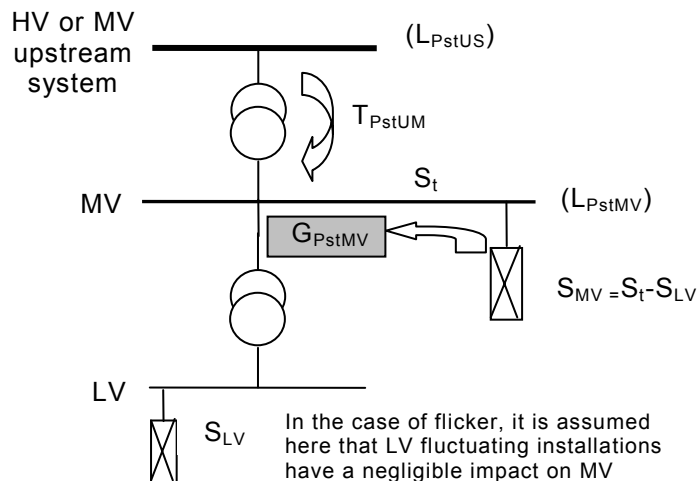 HV or MV
upstream
system
(LPstUS)
TPstUM
St
MV
(LPstMV)
GPstMV
SMV =St-SLV
LV
SLV
In the case of flicker, it is assumed
here that LV fluctuating installations
have a negligible impact on MV